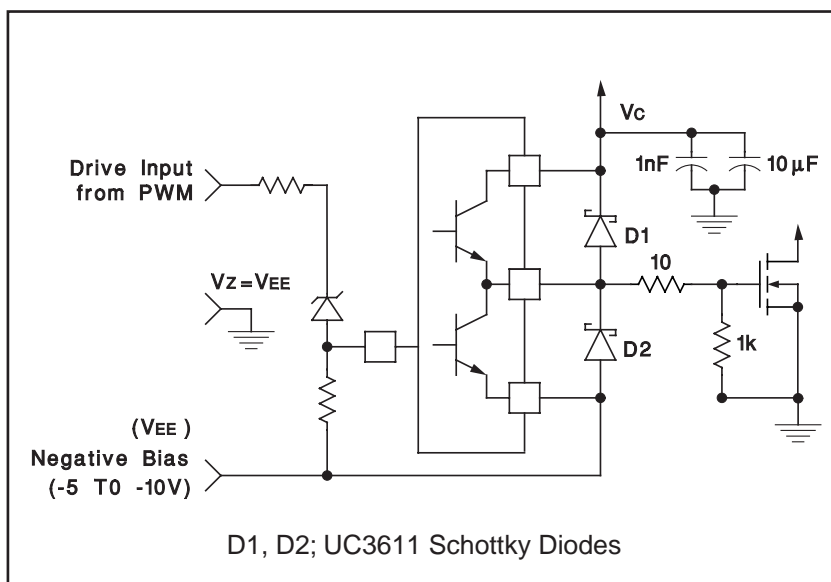 Drive Input
from PWM
VZ=VEE
(VEE)
Negative Bias
(-5 T0 -10V)
VC
1nF
10µF
D1
10
D2
1k
D1, D2; UC3611 Schottky Diodes